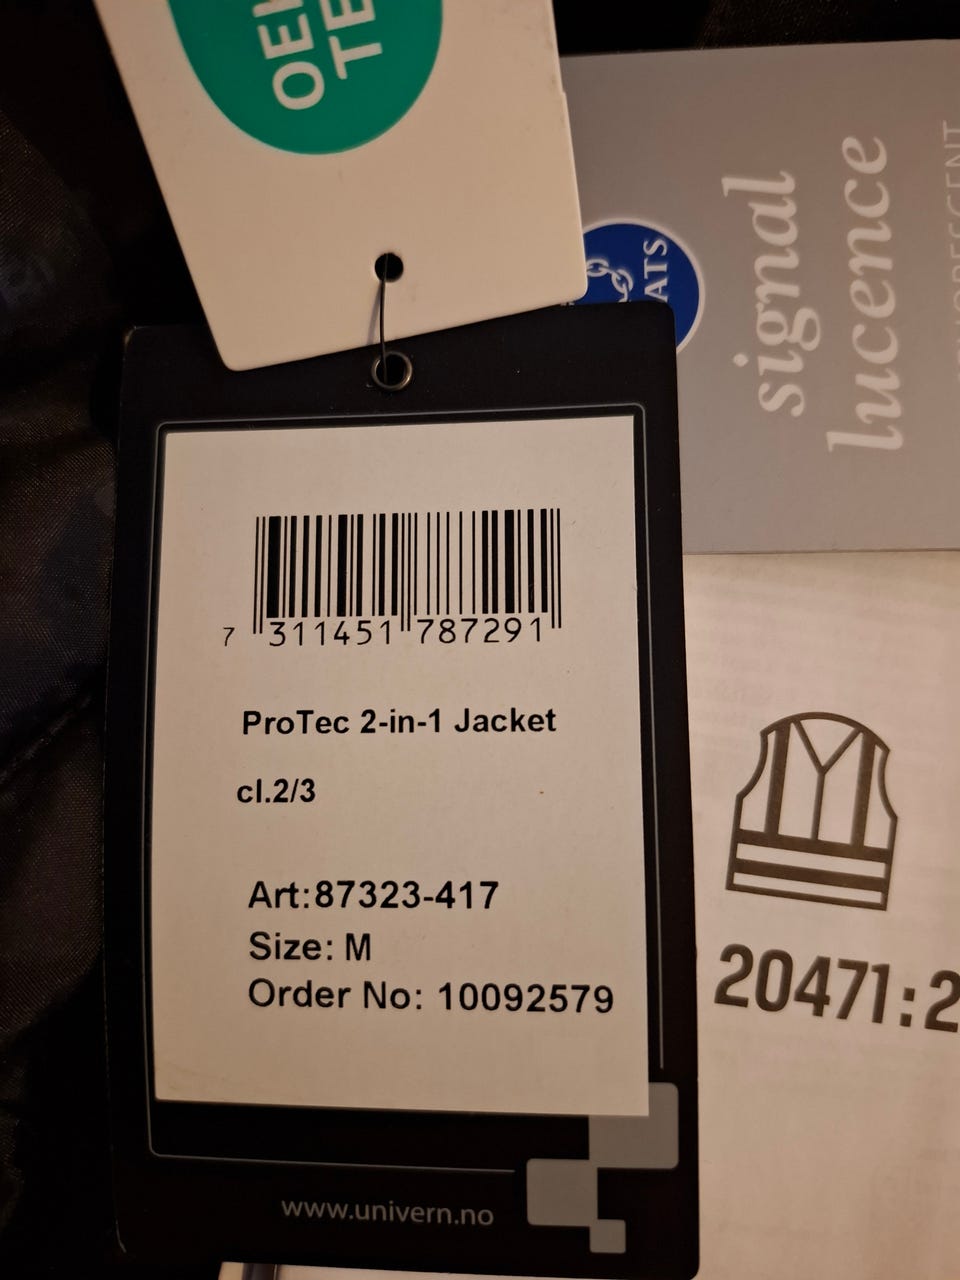 signal
lucence
ATS
7 311451 787291
ProTec 2-in-1 Jacket
cl.2/3
Art:87323-417
Size: M
Order No: 10092579
20471:2
www.univern.no